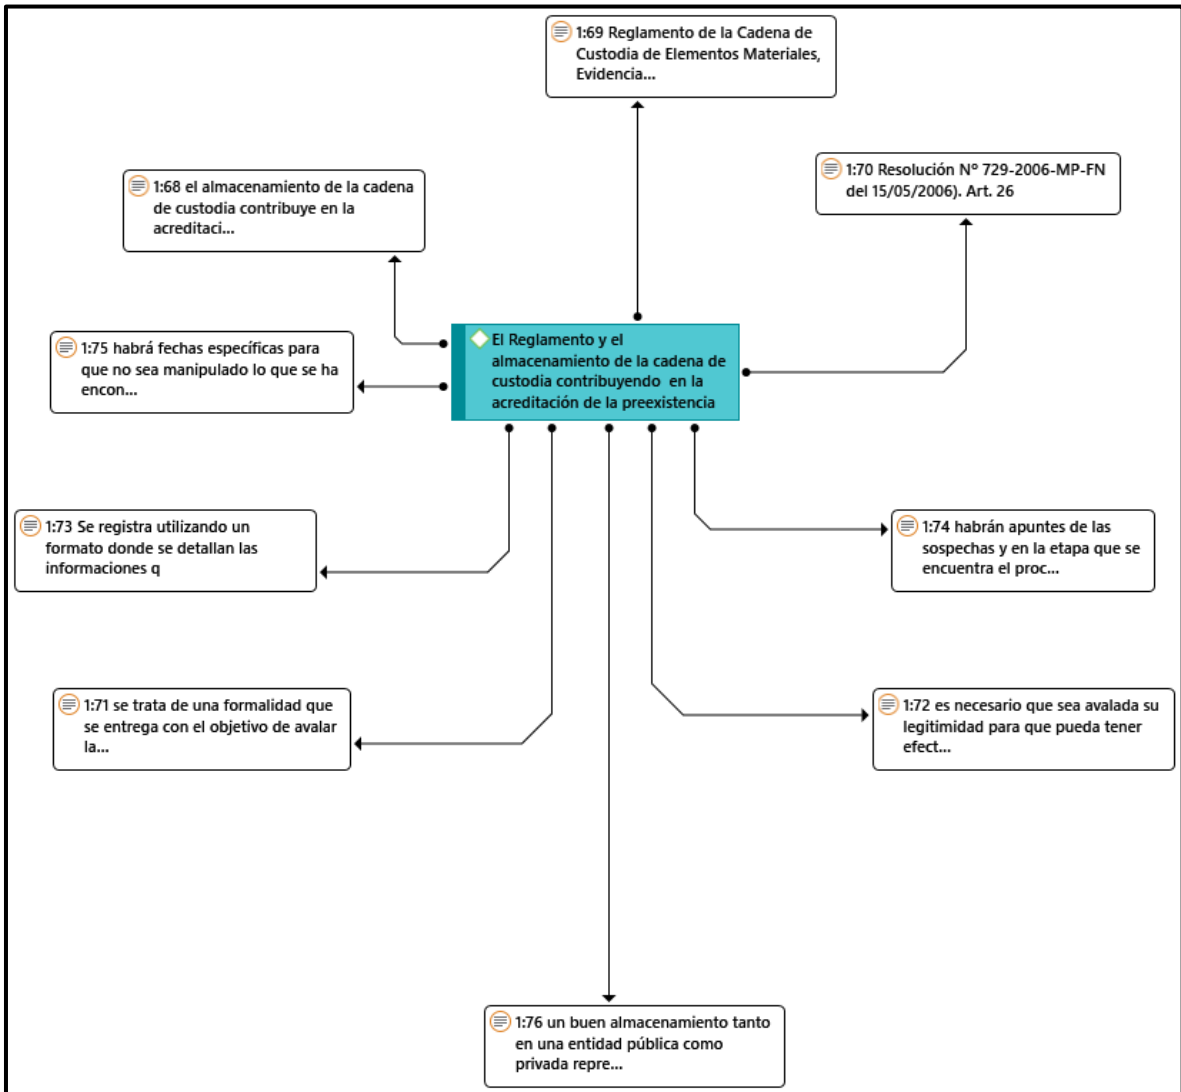 1:69 Reglamento de la Cadena de
Custodia de Elementos Materiales,
Evidencia...
1:70 Resolución Nº 729-2006-MP-FN
del 15/05/2006). Art. 26
1:68 el almacenamiento de la cadena
de custodia contribuye en la
acreditaci...
El Reglamento y el
almacenamiento de la cadena de
custodia contribuyendo en la
acreditación de la preexistencia
1:75 habrá fechas específicas para
que no sea manipulado lo que se ha
encon...
1:73 Se registra utilizando un
formato donde se detallan las
informaciones q
1:74 habrán apuntes de las
sospechas y en la etapa que se
encuentra el proc...
1:71 se trata de una formalidad que
se entrega con el objetivo de avalar
la...
1:72 es necesario que sea avalada su
legitimidad para que pueda tener
efect...
1:76 un buen almacenamiento tanto
en una entidad pública como
privada repre...